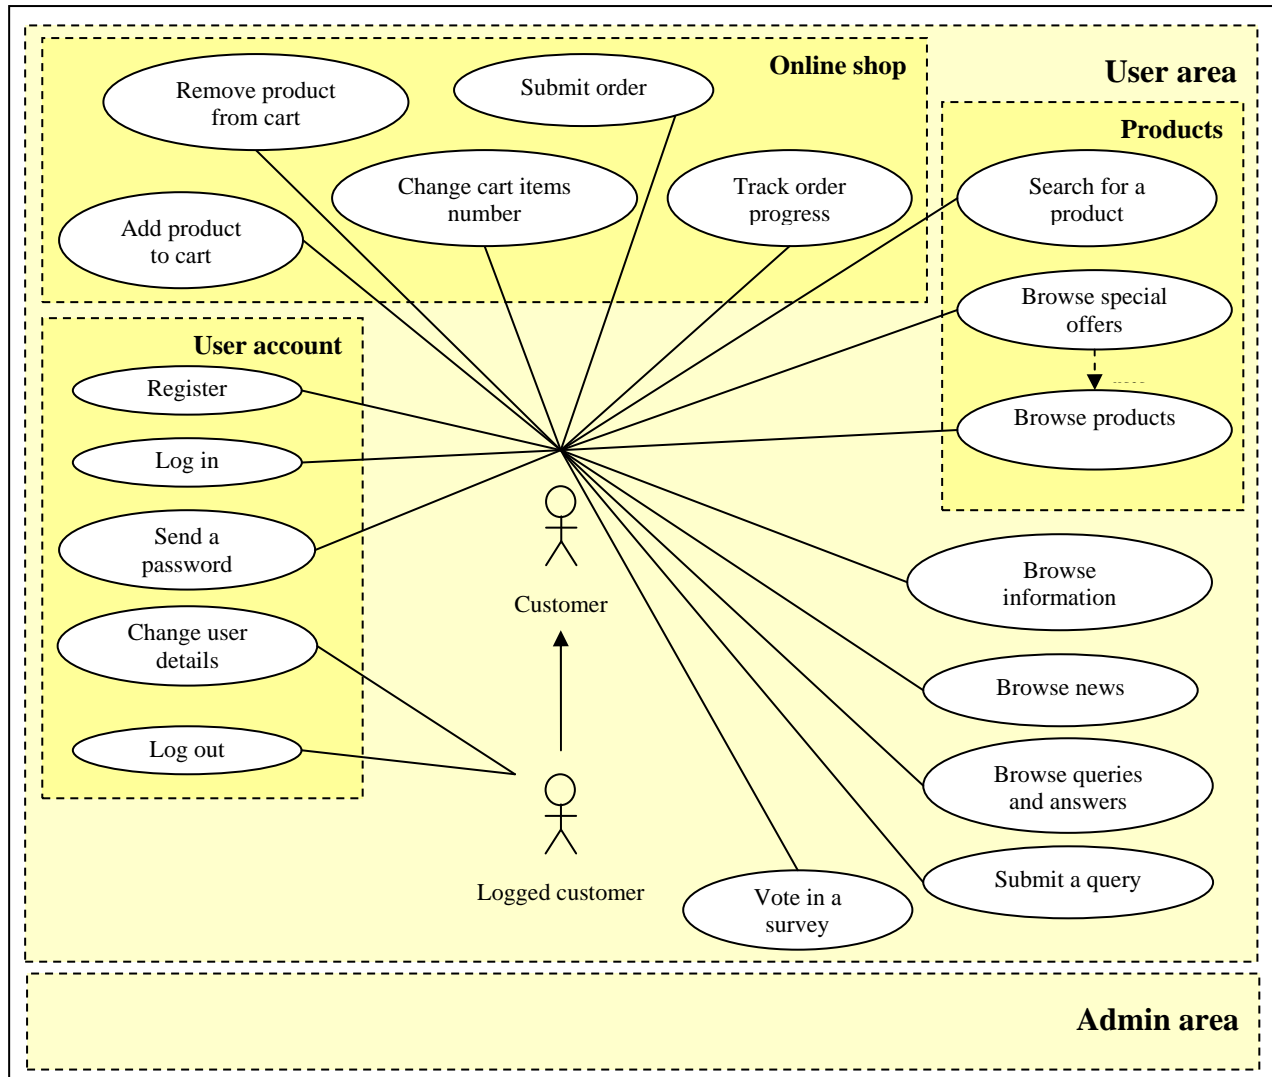 Online shop
User area
Remove product
from cart
Submit order
Products
Change cart items
number
Track order
progress
Search for a
product
Add product
to cart
Browse special
offers
User account
Register
Browse products
Log in
Send a
password
Browse
information
Customer
Change user
details
Browse news
Log out
Browse queries
and answers
Logged customer
Vote in a
survey
Submit a query
Admin area